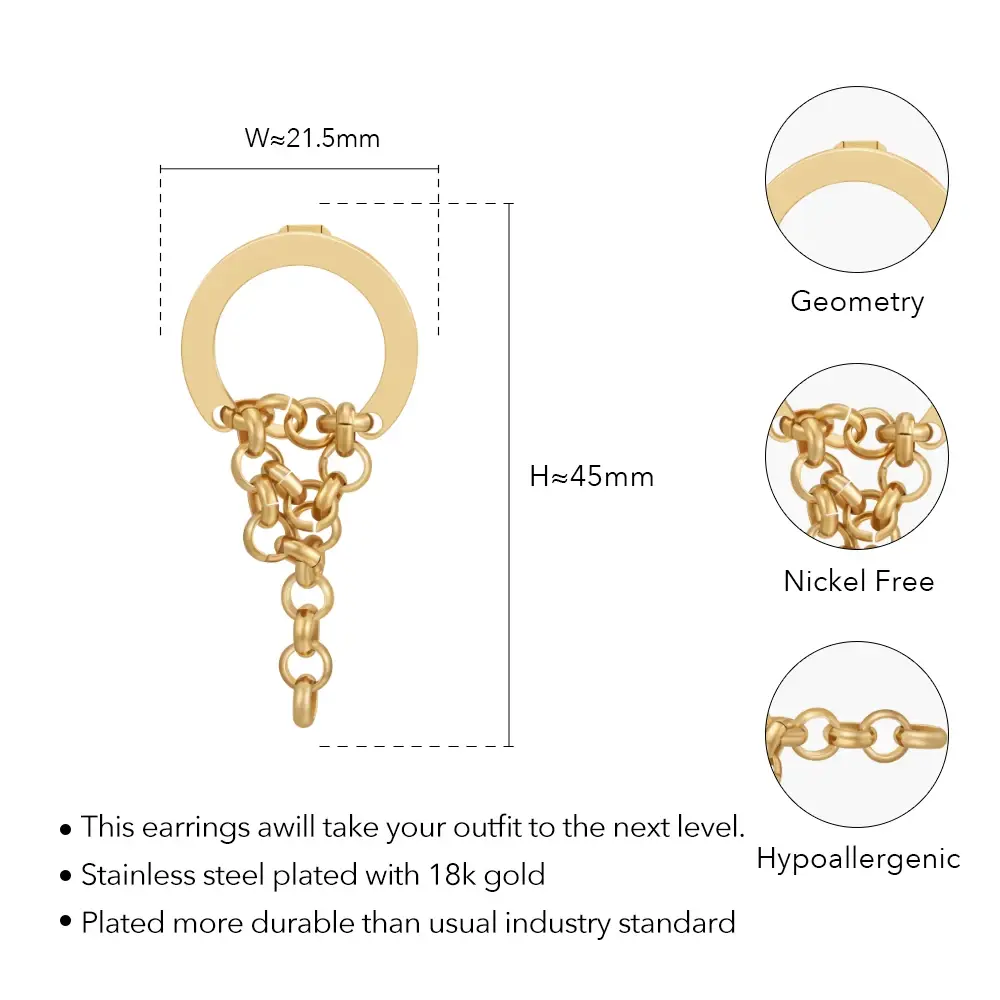 W≈21.5mm
H≈45mm
Geometry
Nickel Free
Hypoallergenic
• This earrings awill take your outfit to the next level.
• Stainless steel plated with 18k gold
• Plated more durable than usual industry standard